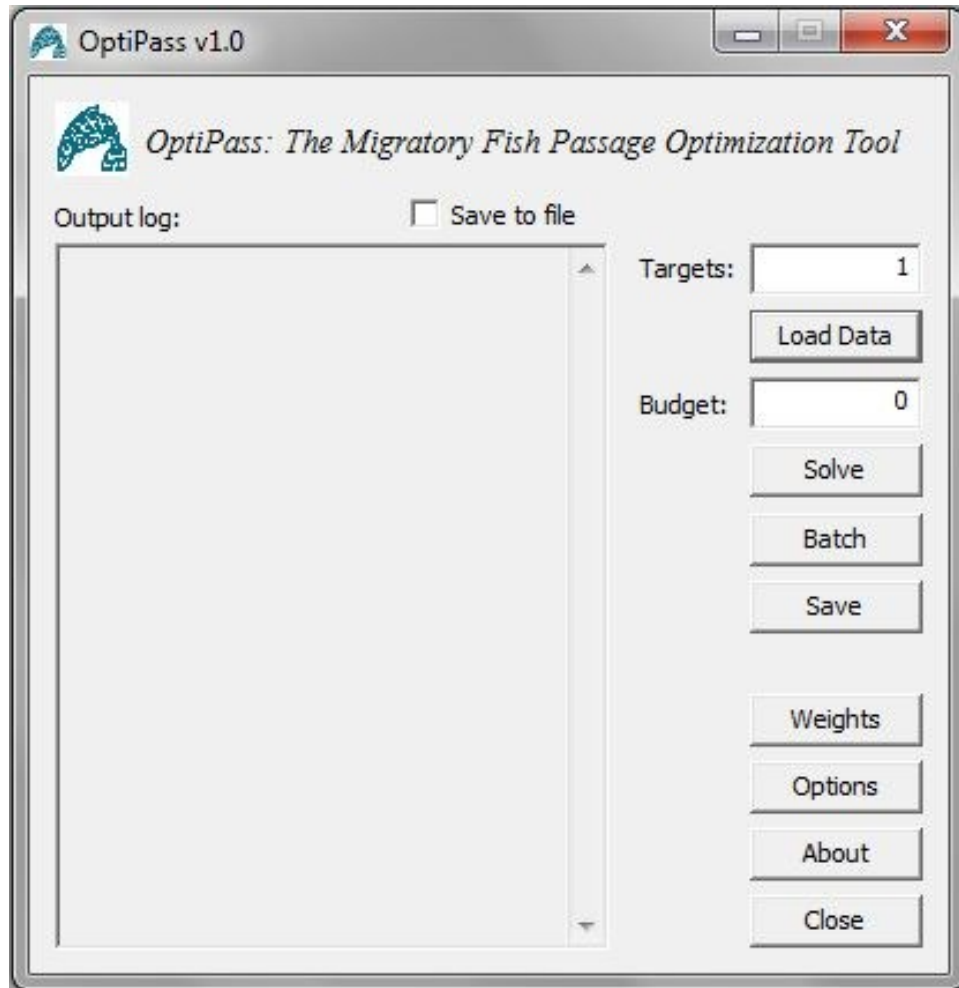 OptiPass v1.0
OptiPass: The Migratory Fish Passage Optimization Tool
Output log:
Save to file
Targets: 1
Load Data
Budget: 0
Solve
Batch
Save
Weights
Options
About
Close